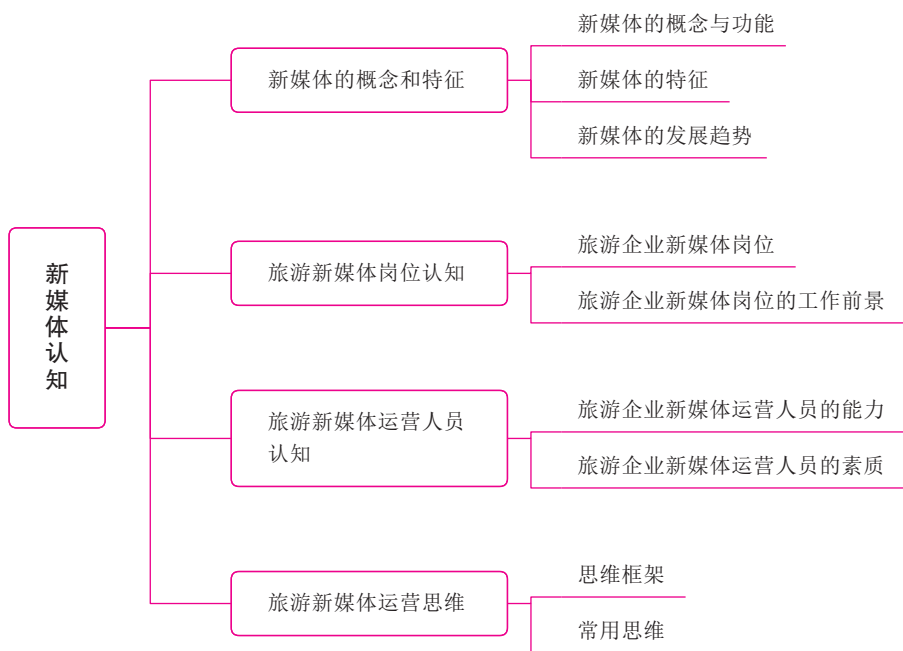 新媒体认知
新媒体的概念和特征
新媒体的概念与功能
新媒体的特征
新媒体的发展趋势
旅游新媒体岗位认知
旅游企业新媒体岗位
旅游企业新媒体岗位的工作前景
旅游新媒体运营人员
认知
旅游企业新媒体运营人员的能力
旅游企业新媒体运营人员的素质
旅游新媒体运营思维
思维框架
常用思维